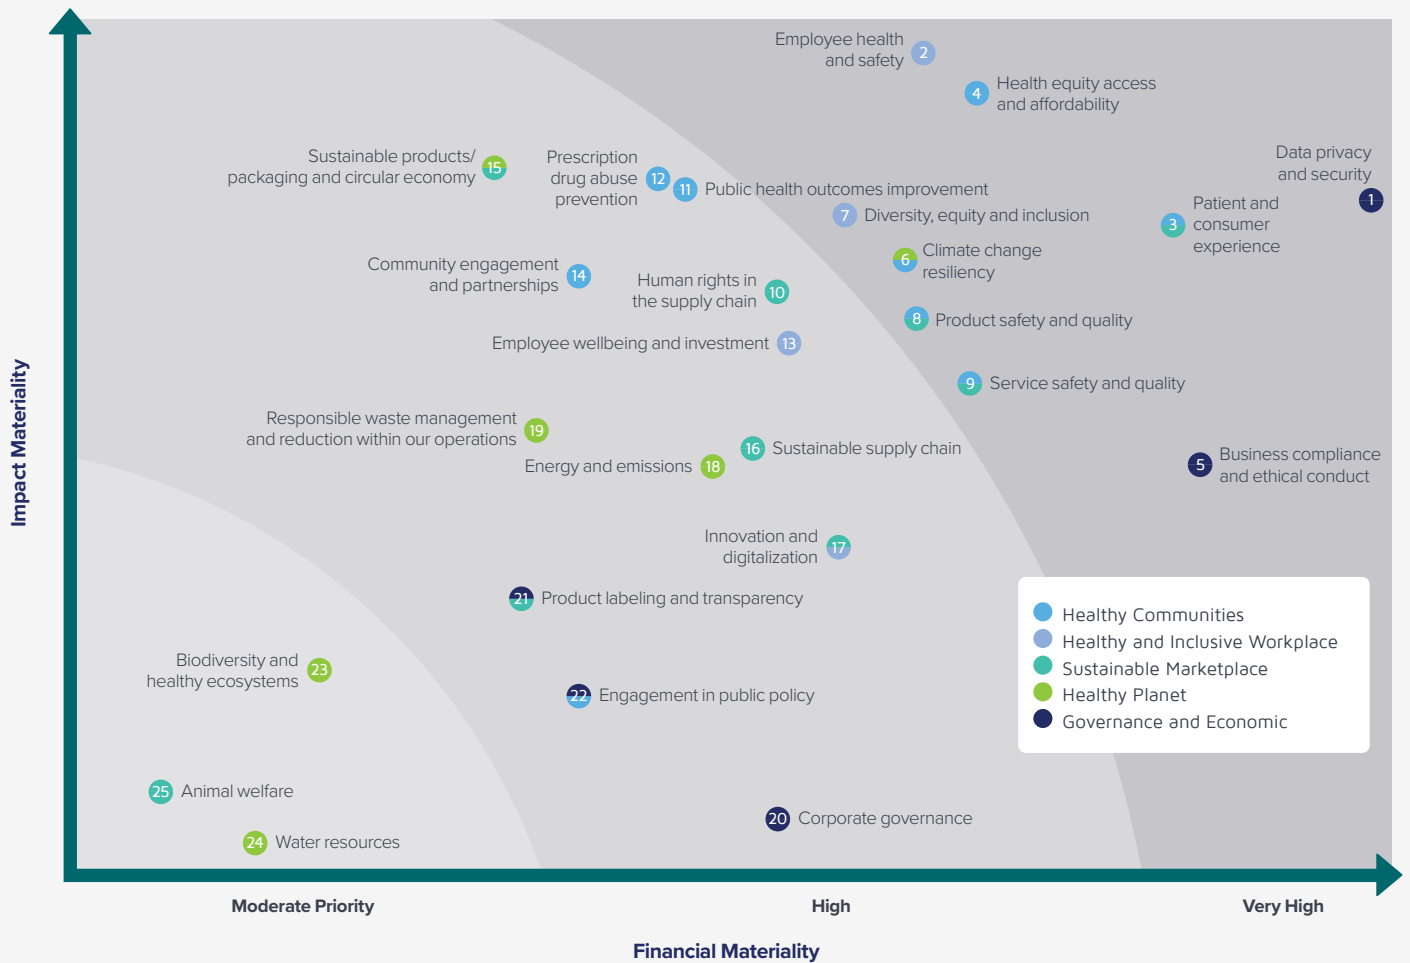 Employee health
and safety
2
4
Health equity access
and affordability
Sustainable products/
packaging and circular economy
15
Prescription
drug abuse
prevention
12
11
Public health outcomes improvement
Data privacy
and security
1
7
Diversity, equity and inclusion
3
Patient and
consumer
experience
6
Climate change
resiliency
Community engagement
and partnerships
14
Human rights in
the supply chain
10
8
Product safety and quality
Employee wellbeing and investment
13
9
Service safety and quality
Impact Materiality
Responsible waste management
and reduction within our operations
19
16
Sustainable supply chain
Energy and emissions
18
5
Business compliance
and ethical conduct
Innovation and
digitalization
17
21
Product labeling and transparency
Healthy Communities
Healthy and Inclusive Workplace
Sustainable Marketplace
Healthy Planet
Governance and Economic
Biodiversity and
healthy ecosystems
23
22
Engagement in public policy
25
Animal welfare
20
Corporate governance
24
Water resources
Moderate Priority
High
Very High
Financial Materiality